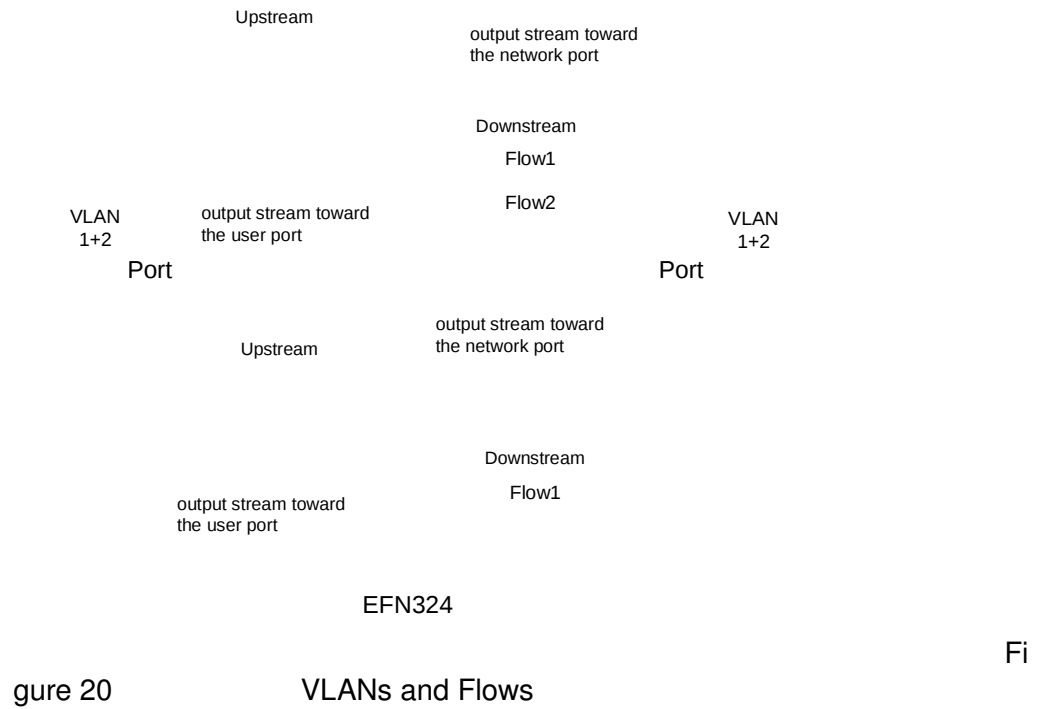 Upstream
output stream toward
the network port
Downstream
Flow1
Flow2
VLAN
1+2
output stream toward
the user port
VLAN
1+2
Port
Port
output stream toward
the network port
Upstream
Downstream
Flow1
output stream toward
the user port
EFN324
Fi
gure 20 VLANs and Flows